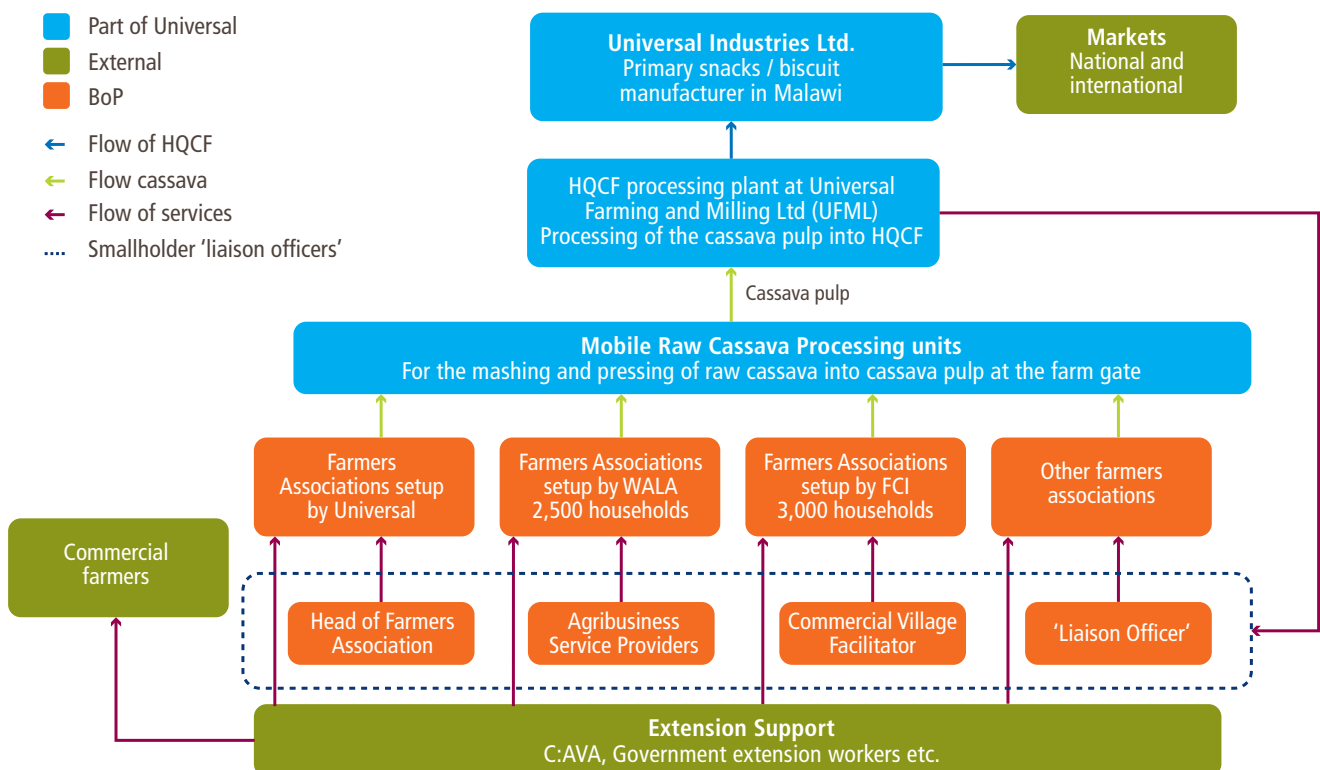 Part of Universal
External
BoP
Flow of HQCF
Flow cassava
Flow of services
Smallholder 'liaison officers'
Universal Industries Ltd.
Primary snacks / biscuit
manufacturer in Malawi
Markets
National and
international
HQCF processing plant at Universal
Farming and Milling Ltd (UFML)
Processing of the cassava pulp into HQCF
Cassava pulp
Mobile Raw Cassava Processing units
For the mashing and pressing of raw cassava into cassava pulp at the farm gate
Farmers
Associations setup
by Universal
Farmers Associations
setup by WALA
2,500 households
Farmers Associations
setup by FCI
3,000 households
Other farmers
associations
Commercial
farmers
Head of Farmers
Association
Agribusiness
Service Providers
Commercial Village
Facilitator
'Liaison Officer'
Extension Support
C:AVA, Government extension workers etc.